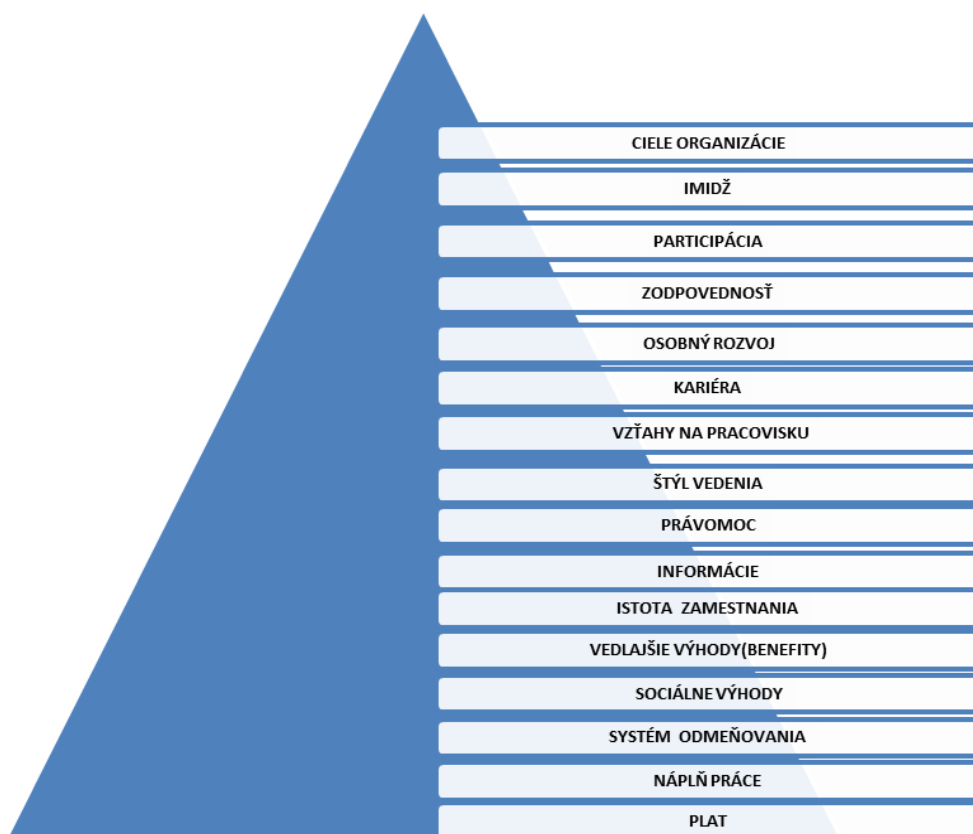 CIELE ORGANIZÁCIE
IMIDŽ
PARTICIPÁCIA
ZODPOVEDNOSŤ
OSOBNÝ ROZVOJ
KARIÉRA
VZŤAHY NA PRACOVISKU
ŠTÝL VEDENIA
PRÁVOMOC
INFORMÁCIE
ISTOTA ZAMESTNANIA
VEDLAJŠIE VÝHODY(BENEFITY)
SOCIÁLNE VÝHODY
SYSTÉM ODMEŇOVANIA
NÁPLŇ PRÁCE
PLAT